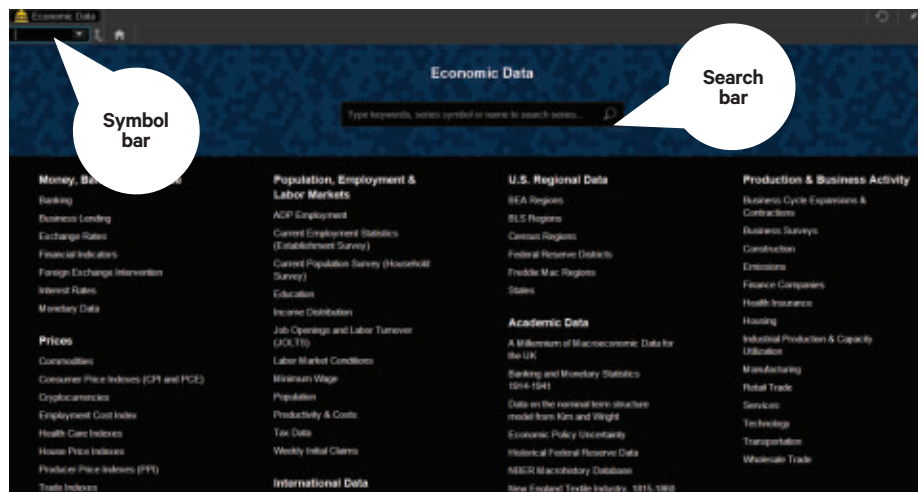 Economic Data
Economic Data
Type keywords, series symbol or name to search series...
Symbol
bar
Search
bar
Money,
Banking
Business Lending
Exchange Rates
Financial Indicators
Foreign Exchange Intervention
Interest Rates
Monetary Data
Prices
Commodities
Consumer Price Indexes (CPI and PCE)
Cryptocurrencies
Employment Cost Index
Health Care Indexes
House Price Indexes
Producer Price Indexes (PPI)
Trade Indexes
Population, Employment &
Labor Markets
ADP Employment
Current Employment Statistics
(Establishment Survey)
Current Population Survey (Household
Survey)
Education
Income Distribution
Job Openings and Labor Turnover
(JOLTS)
Labor Market Conditions
Minimum Wage
Population
Productivity & Costs
Tax Data
Weekly Initial Claims
International Data
U.S. Regional Data
BEA Regions
BLS Regions
Census Regions
Federal Reserve Districts
Freddie Mac Regions
States
Academic Data
A Millennium of Macroeconomic Data for
the UK
Banking and Monetary Statistics
1914-1941
Data on the nominal term structure
model from Kim and Wright
Economic Policy Uncertainty
Historical Federal Reserve Data
NBER Macrohistory Database
New England Textile Industry, 1815-1860
Production & Business Activity
Business Cycle Expansions &
Contractions
Business Surveys
Construction
Emissions
Finance Companies
Health Insurance
Housing
Industrial Production & Capacity
Utilization
Manufacturing
Retail Trade
Services
Technology
Transportation
Wholesale Trade